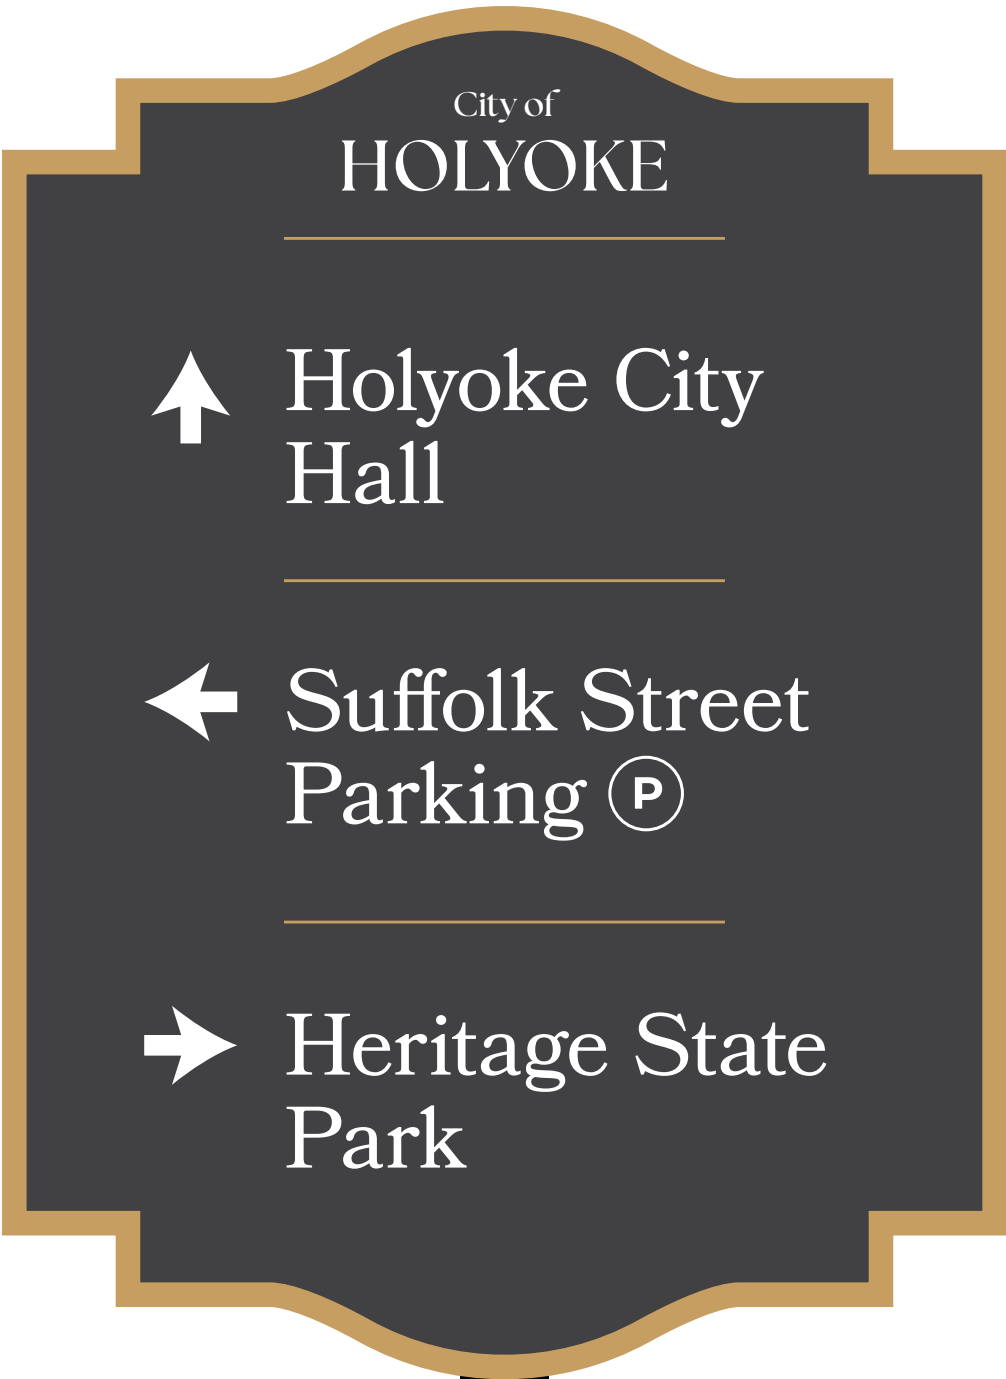 City of
HOLYOKE
Holyoke City
Hall
Suffolk Street
Parking P
Heritage State
Park